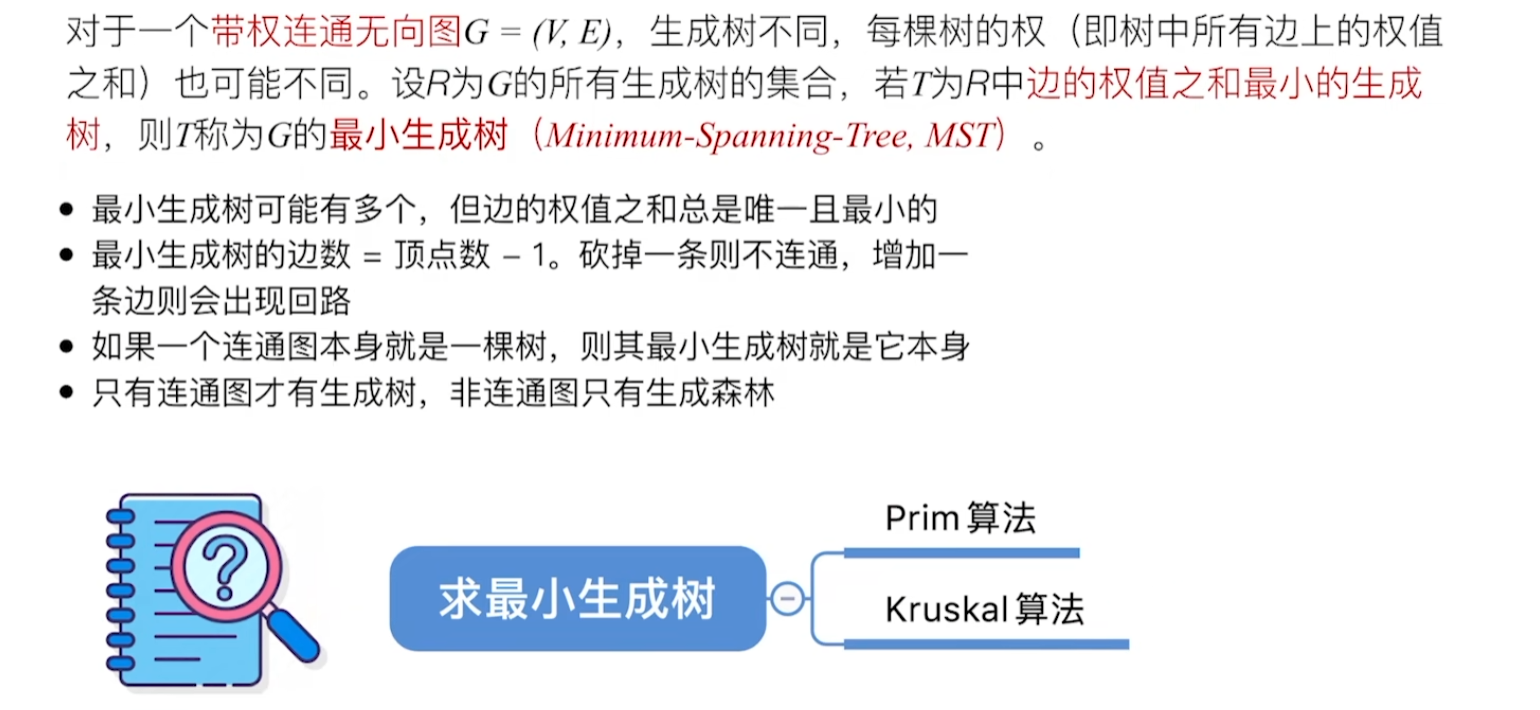 对于一个带权连通无向图G = (V, E)，生成树不同，每棵树的权（即树中所有边上的权值
之和）也可能不同。设R为G的所有生成树的集合，若T为R中边的权值之和最小的生成
树，则T称为G的最小生成树（Minimum-Spanning-Tree, MST）。
• 最小生成树可能有多个，但边的权值之和总是唯一且最小的
• 最小生成树的边数 = 顶点数 – 1。砍掉一条则不连通，增加一
条边则会出现回路
• 如果一个连通图本身就是一棵树，则其最小生成树就是它本身
• 只有连通图才有生成树，非连通图只有生成森林
?
Prim 算法
求最小生成树
Kruskal 算法